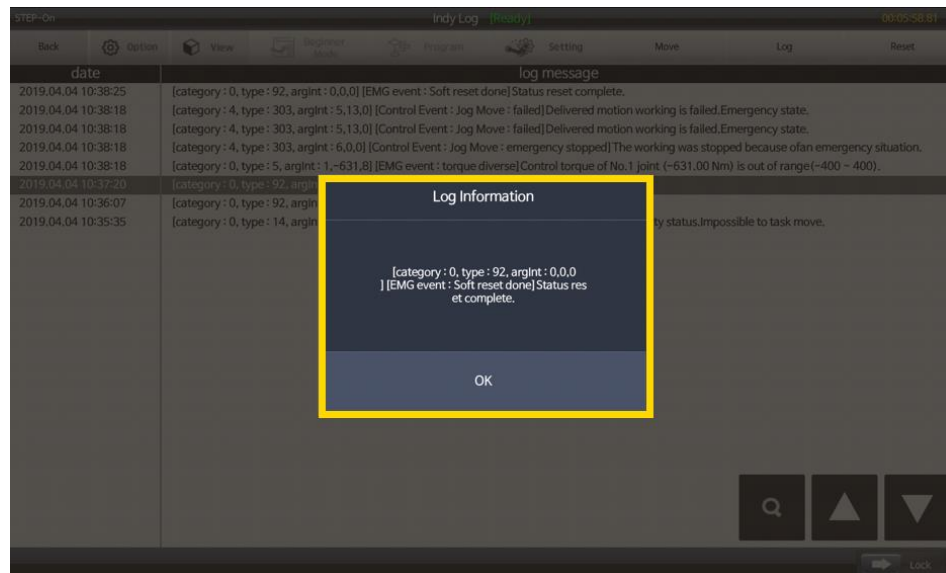 STEP-On
Indy Log [Ready]
00:05:58.81
Back Option View Beginner Mode Program Setting Move Log Reset
date log message
2019.04.04 10:38:25 [category : 0, type : 92, argInt : 0,0,0] [EMG event : Soft reset done] Status reset complete.
2019.04.04 10:38:18 [category : 4, type : 303, argInt : 5,13,0] [Control Event : Jog Move : failed] Delivered motion working is failed.Emergency state.
2019.04.04 10:38:18 [category : 4, type : 303, argInt : 5,13,0] [Control Event : Jog Move : failed] Delivered motion working is failed.Emergency state.
2019.04.04 10:38:18 [category : 4, type : 303, argInt : 6,0,0] [Control Event : Jog Move : emergency stopped] The working was stopped because ofan emergency situation.
2019.04.04 10:38:18 [category : 0, type : 5, argInt : 1,-631,8] [EMG event : torque diverse] Control torque of No.1 joint (-631.00 Nm) is out of range(-400 ~ 400).
2019.04.04 10:37:20 [category : 0, type : 92, argIn
2019.04.04 10:36:07 [category : 0, type : 92, argIn
2019.04.04 10:35:35 [category : 0, type : 14, argIn ty status.Impossible to task move.
Log Information
[category : 0, type : 92, argInt : 0,0,0
] [EMG event : Soft reset done] Status res
et complete.
OK
Lock